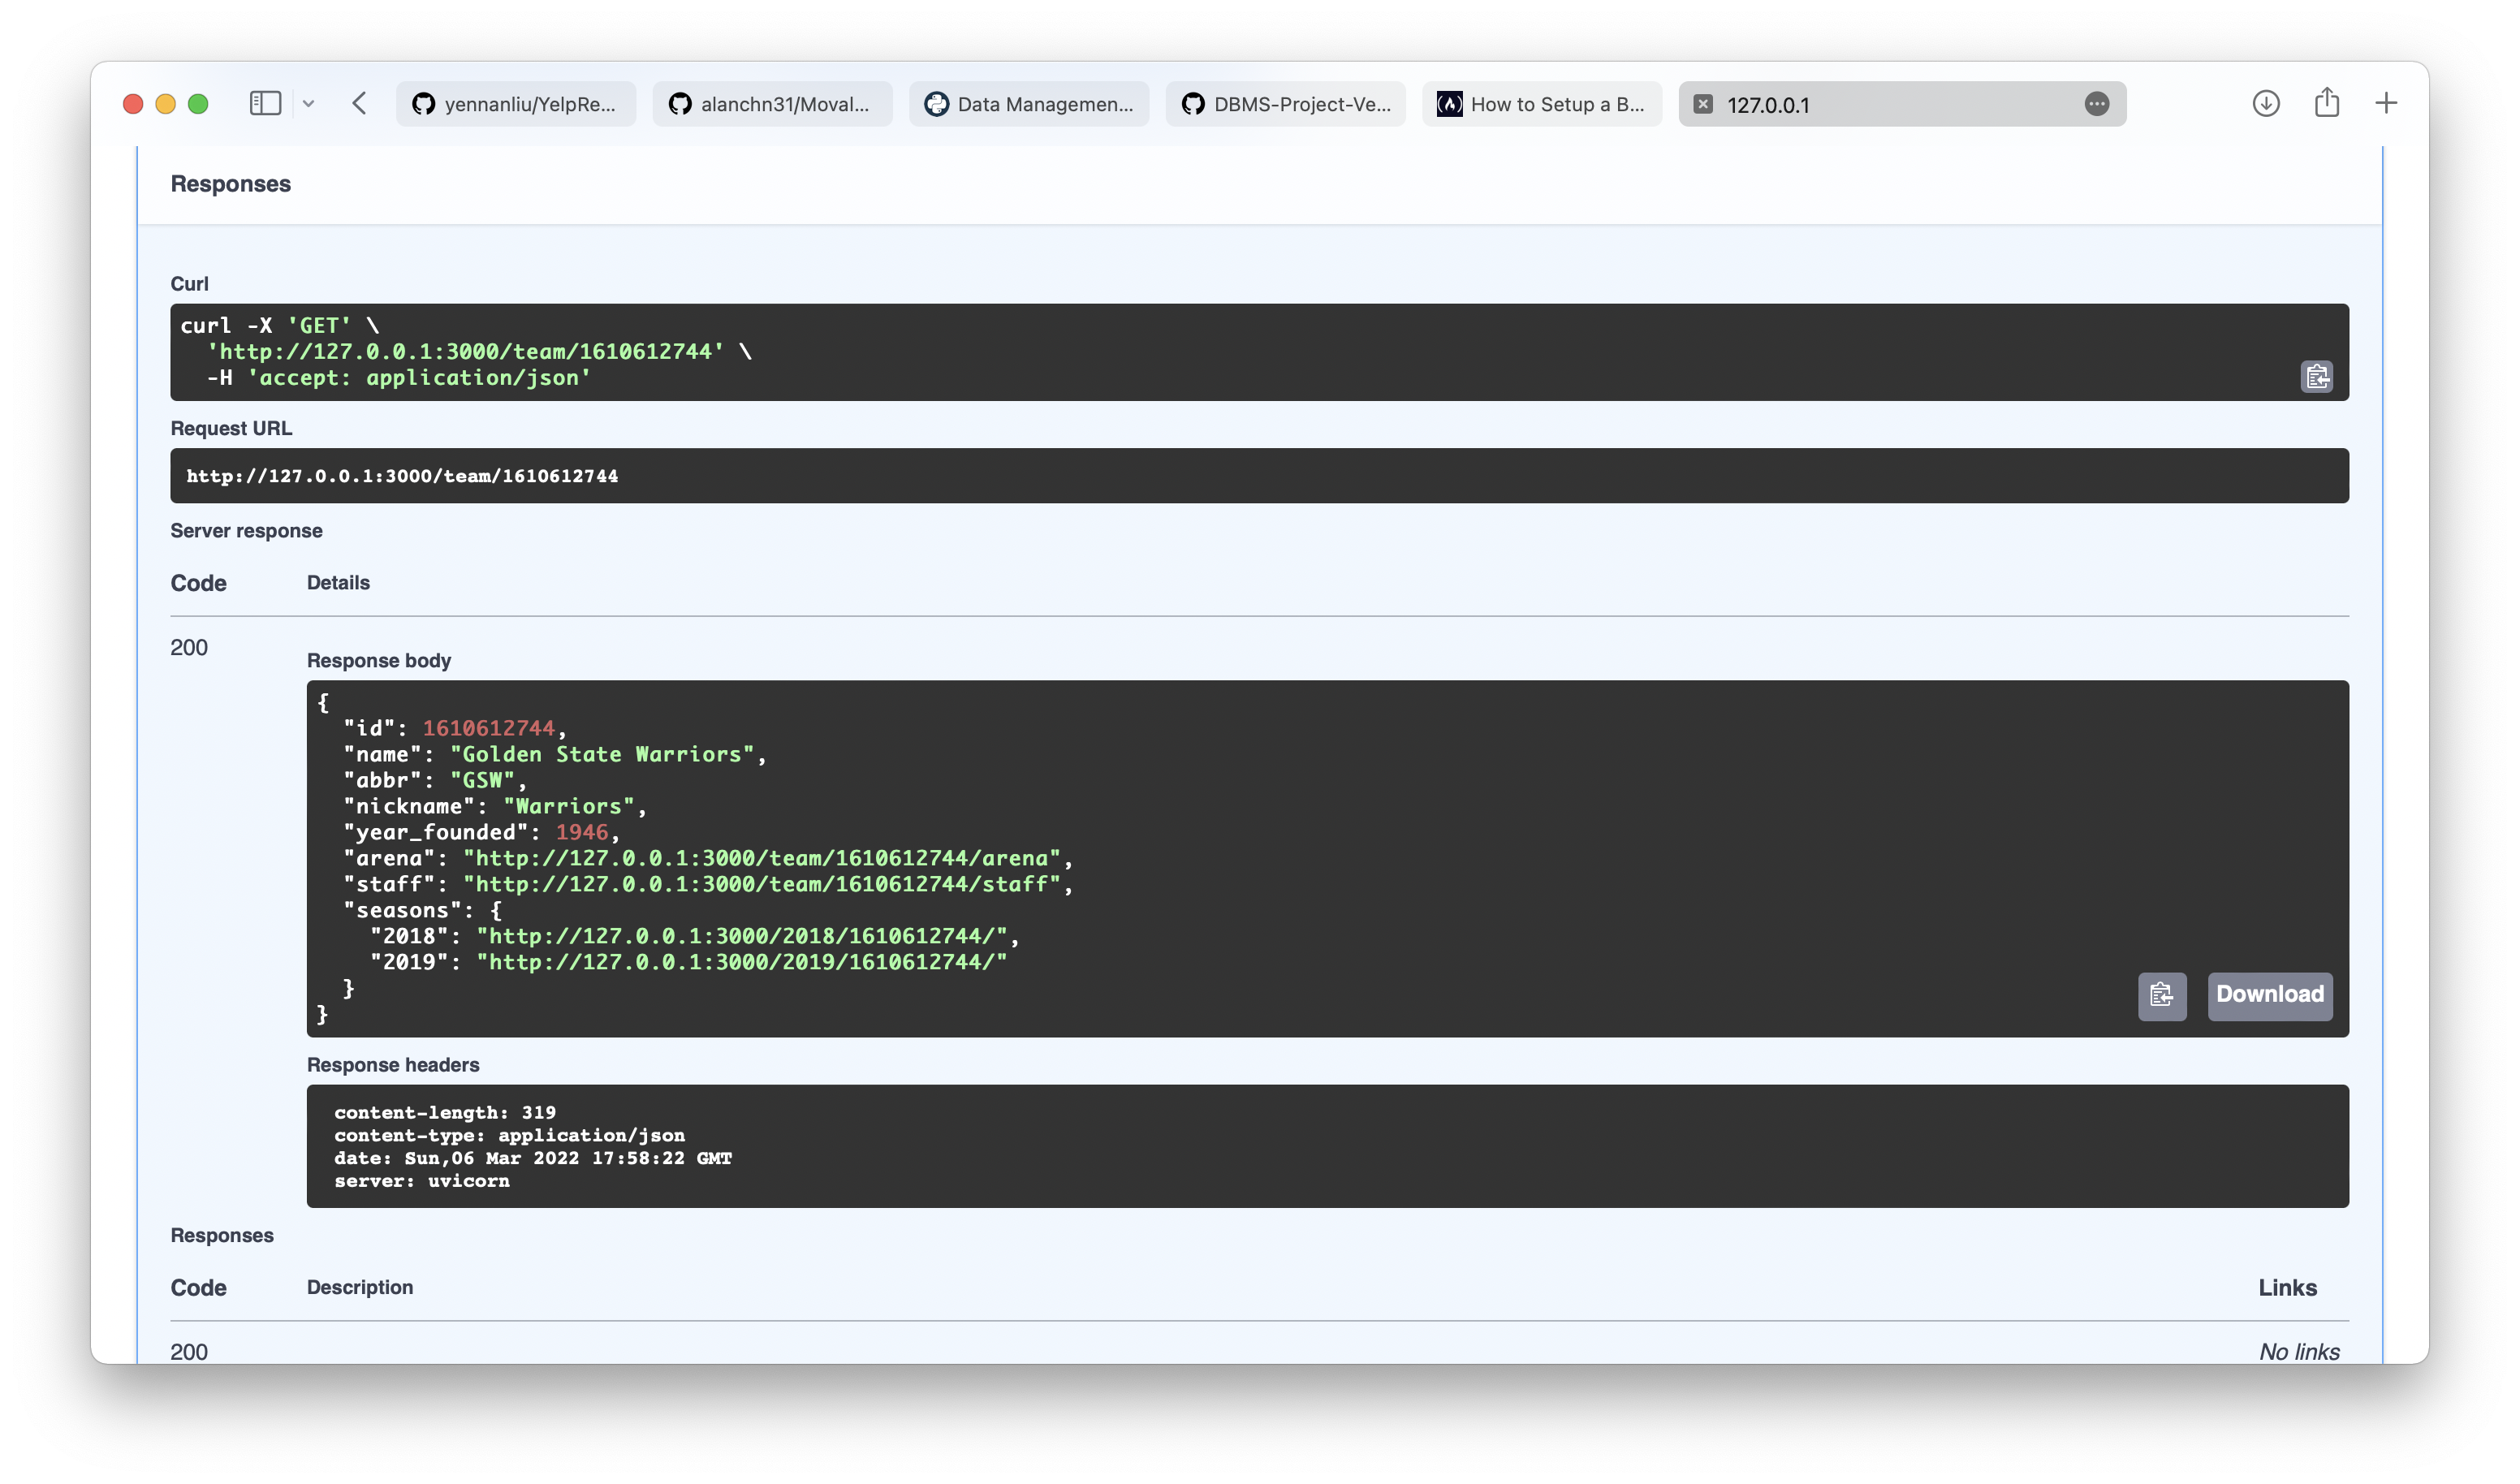 yennanliu/YelpRe...
alanchn31/Moval...
Data Managemen...
DBMS-Project-Ve...
(/\) How to Setup a B...
127.0.0.1
Responses
Curl
curl -X 'GET' \
  'http://127.0.0.1:3000/team/1610612744' \
  -H 'accept: application/json'
Request URL
http://127.0.0.1:3000/team/1610612744
Server response
Code Details
200
Response body
{
  "id": 1610612744,
  "name": "Golden State Warriors",
  "abbr": "GSW",
  "nickname": "Warriors",
  "year_founded": 1946,
  "arena": "http://127.0.0.1:3000/team/1610612744/arena",
  "staff": "http://127.0.0.1:3000/team/1610612744/staff",
  "seasons": {
    "2018": "http://127.0.0.1:3000/2018/1610612744/",
    "2019": "http://127.0.0.1:3000/2019/1610612744/"
  }
}
Download
Response headers
content-length: 319
content-type: application/json
date: Sun,06 Mar 2022 17:58:22 GMT
server: uvicorn
Responses
Code Description Links
200 No links